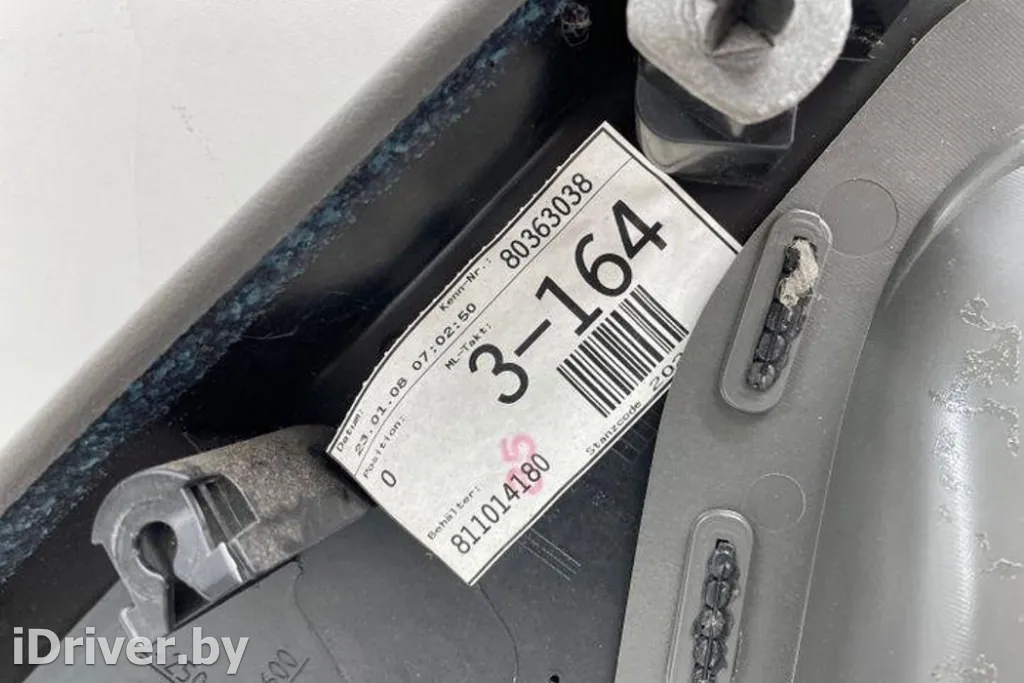 Datum:
23.01.08 07:02:50
Kenn-Nr.: 80363038
Position:
0
ML-Takt:
3-164
Behälter:
811014180
Stanzcode
iDriver.by
600